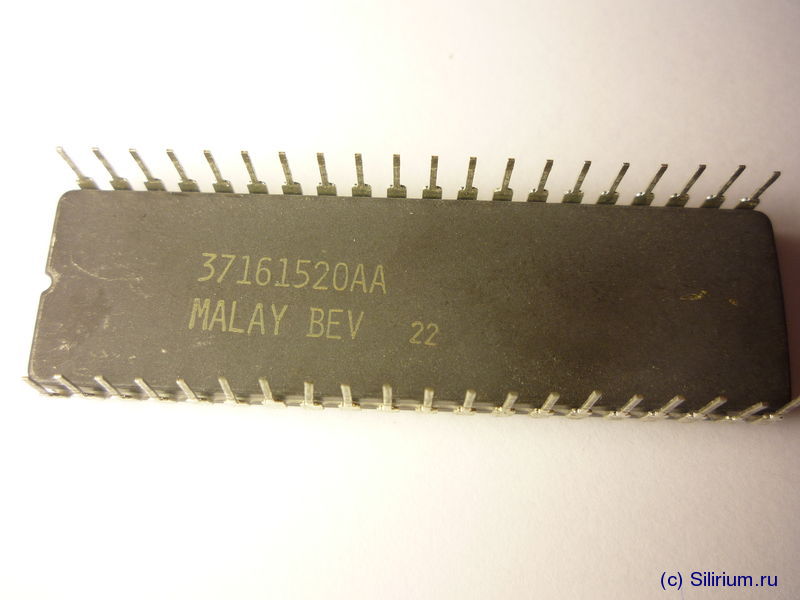 37161520AA
MALAY BEV 22
(c) Silirium.ru